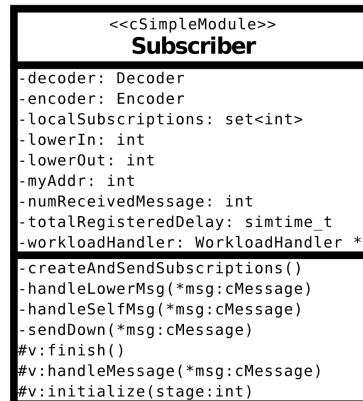 <<cSimpleModule>>
Subscriber
-decoder: Decoder
-encoder: Encoder
-localSubscriptions: set<int>
-lowerIn: int
-lowerOut: int
-myAddr: int
-numReceivedMessage: int
-totalRegisteredDelay: simtime_t
-workloadHandler: WorkloadHandler *
-createAndSendSubscriptions()
-handleLowerMsg(*msg:cMessage)
-handleSelfMsg(*msg:cMessage)
-sendDown(*msg:cMessage)
#v:finish()
#v:handleMessage(*msg:cMessage)
#v:initialize(stage:int)